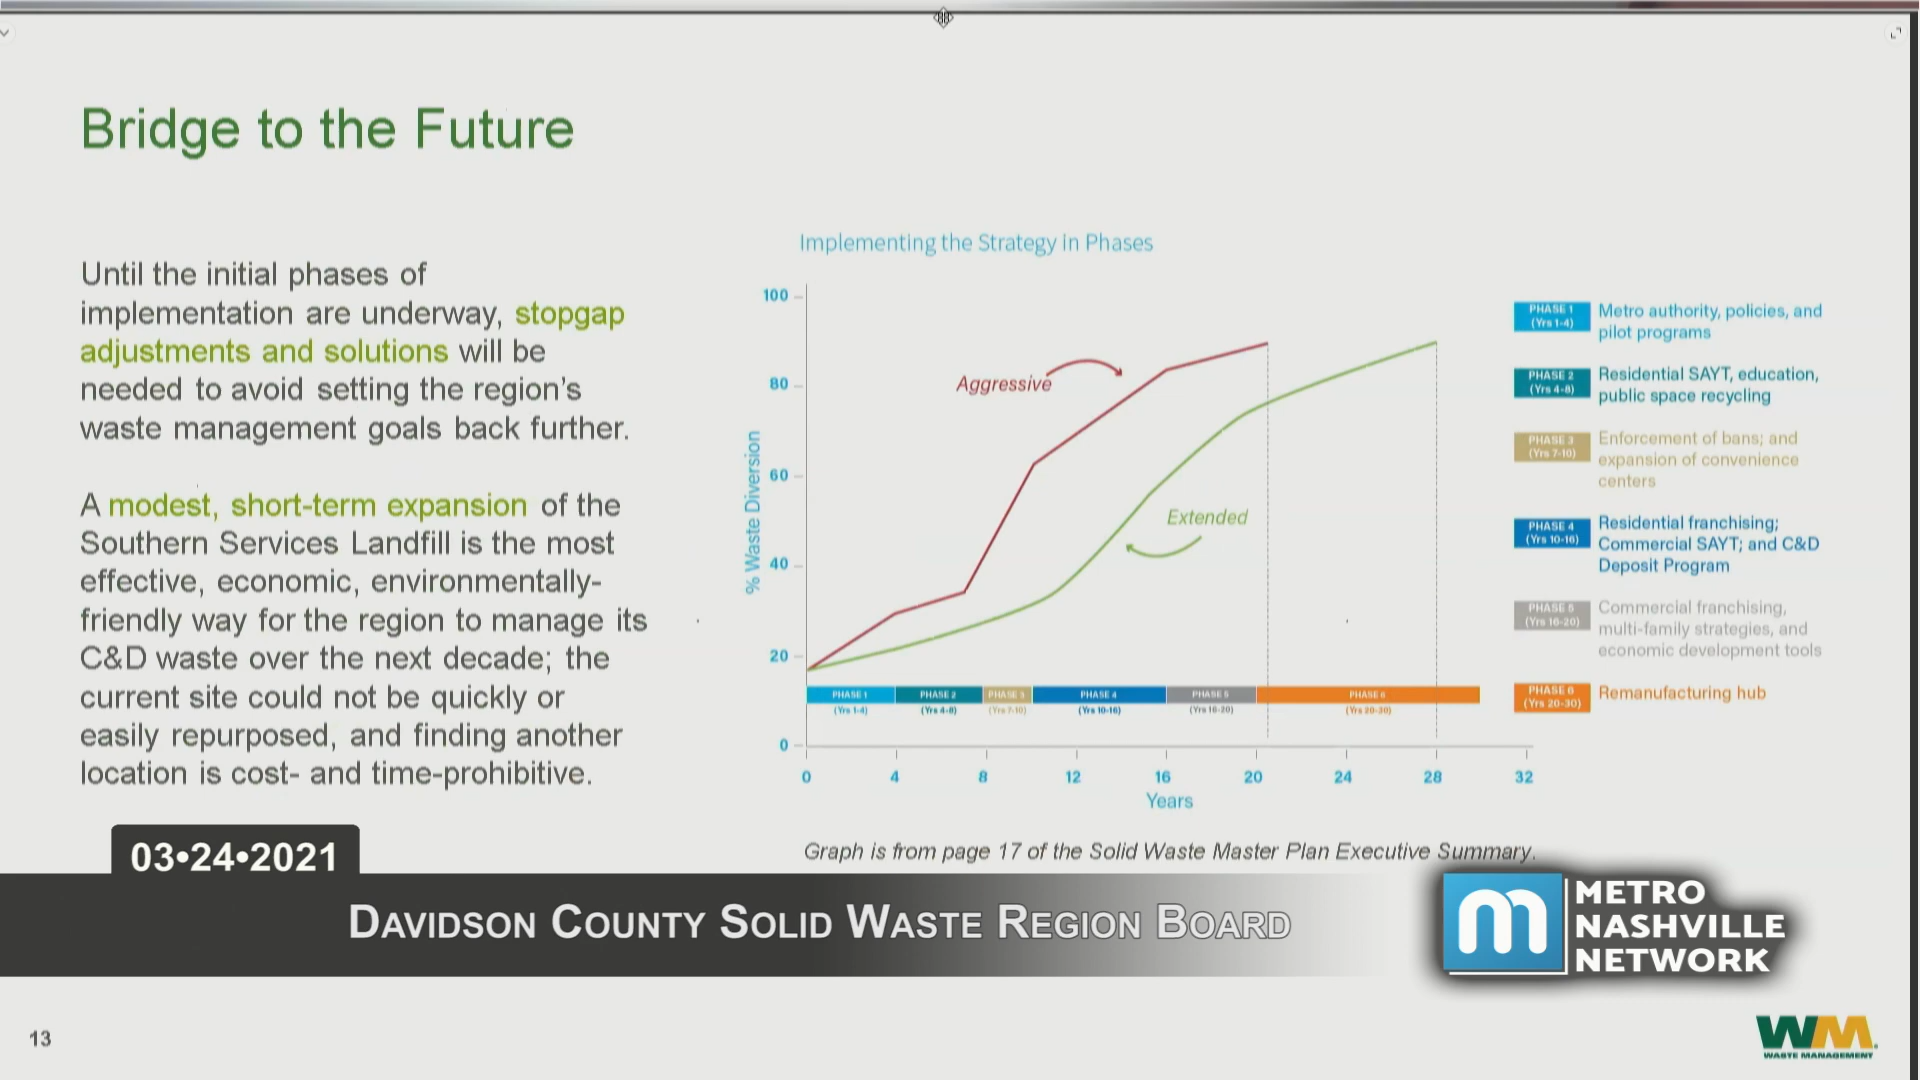 Bridge to the Future
Until the initial phases of
implementation are underway, stopgap
adjustments and solutions will be
needed to avoid setting the region's
waste management goals back further.
A modest, short-term expansion of the
Southern Services Landfill is the most
effective, economic, environmentally-
friendly way for the region to manage its
C&D waste over the next decade; the
current site could not be quickly or
easily repurposed, and finding another
location is cost- and time-prohibitive.
Implementing the Strategy in Phases
100
80
60
40
20
0
% Waste Diversion
Aggressive
Extended
PHASE 1
(Yrs 1-4)
PHASE 2
(Yrs 4-8)
PHASE 3
(Yrs 7-10)
PHASE 4
(Yrs 10-16)
PHASE 5
(Yrs 16-20)
PHASE 6
(Yrs 20-30)
0 4 8 12 16 20 24 28 32
Years
PHASE 1
(Yrs 1-4)
Metro authority, policies, and
pilot programs
PHASE 2
(Yrs 4-8)
Residential SAYT, education,
public space recycling
PHASE 3
(Yrs 7-10)
Enforcement of bans; and
expansion of convenience
centers
PHASE 4
(Yrs 10-16)
Residential franchising;
Commercial SAYT; and C&D
Deposit Program
PHASE 5
(Yrs 16-20)
Commercial franchising,
multi-family strategies, and
economic development tools
PHASE 6
(Yrs 20-30)
Remanufacturing hub
Graph is from page 17 of the Solid Waste Master Plan Executive Summary.
03•24•2021
DAVIDSON COUNTY SOLID WASTE REGION BOARD
m
METRO
NASHVILLE
NETWORK
13
WM
WASTE MANAGEMENT